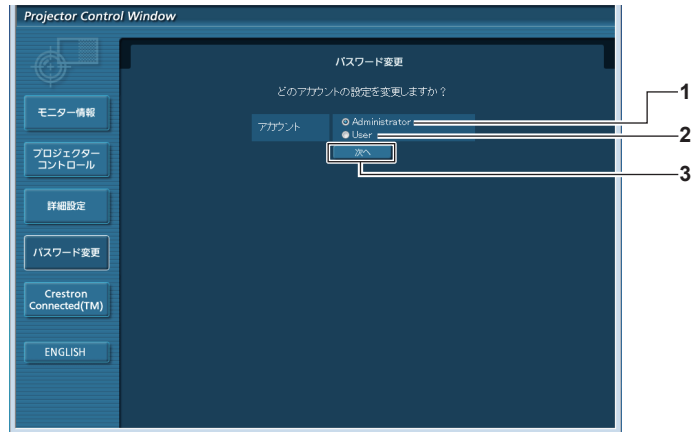 Projector Control Window
パスワード変更
どのアカウントの設定を変更しますか？
アカウント
Administrator
User
次へ
モニター情報
プロジェクター
コントロール
詳細設定
パスワード変更
Crestron
Connected(TM)
ENGLISH
1
2
3